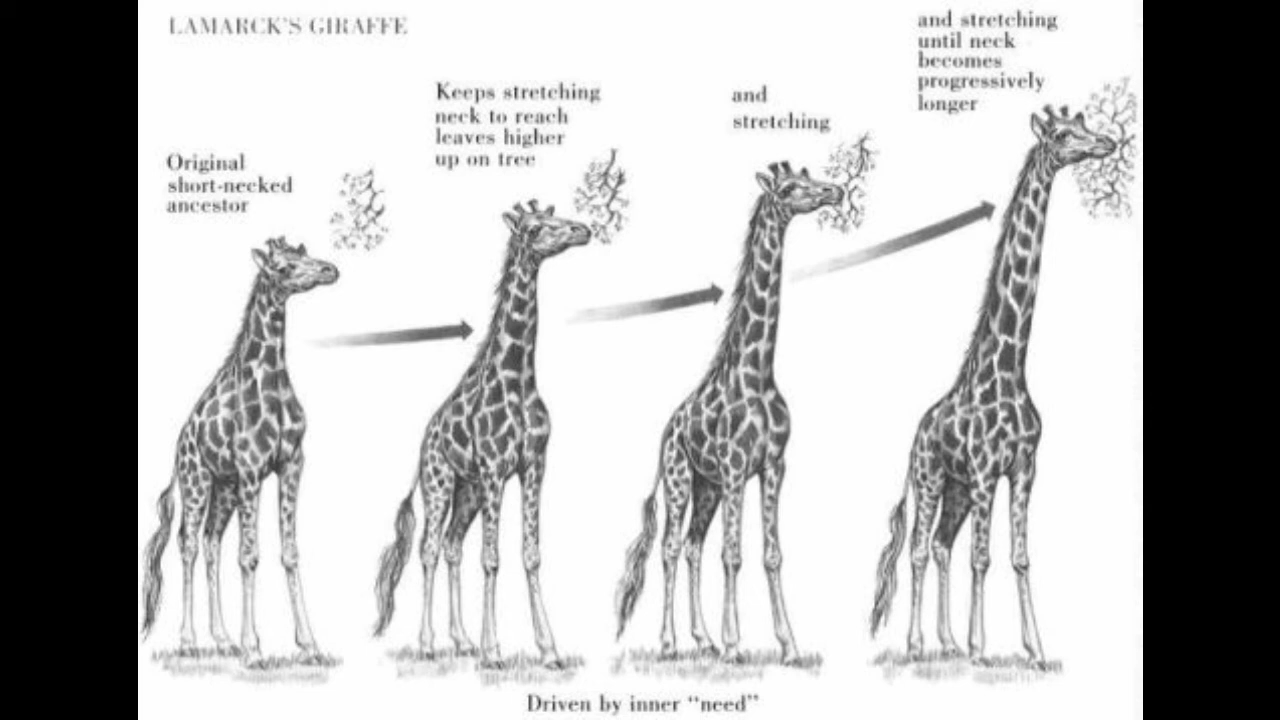 LAMARCK'S GIRAFFE
Original
short-necked
ancestor
Keeps stretching
neck to reach
leaves higher
up on tree
and
stretching
and stretching
until neck
becomes
progressively
longer
Driven by inner "need"